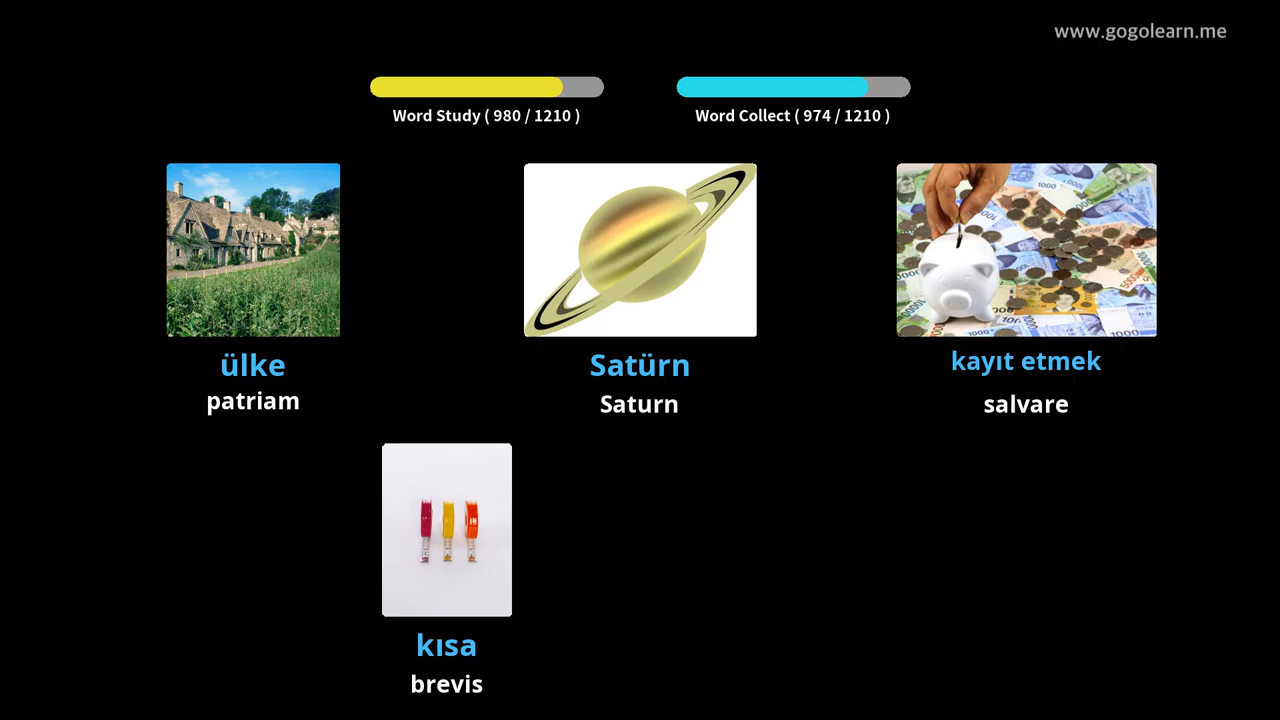 www.gogolearn.me
Word Study ( 980 / 1210 )
Word Collect ( 974 / 1210 )
ülke
patriam
Satürn
Saturn
kayıt etmek
salvare
kısa
brevis